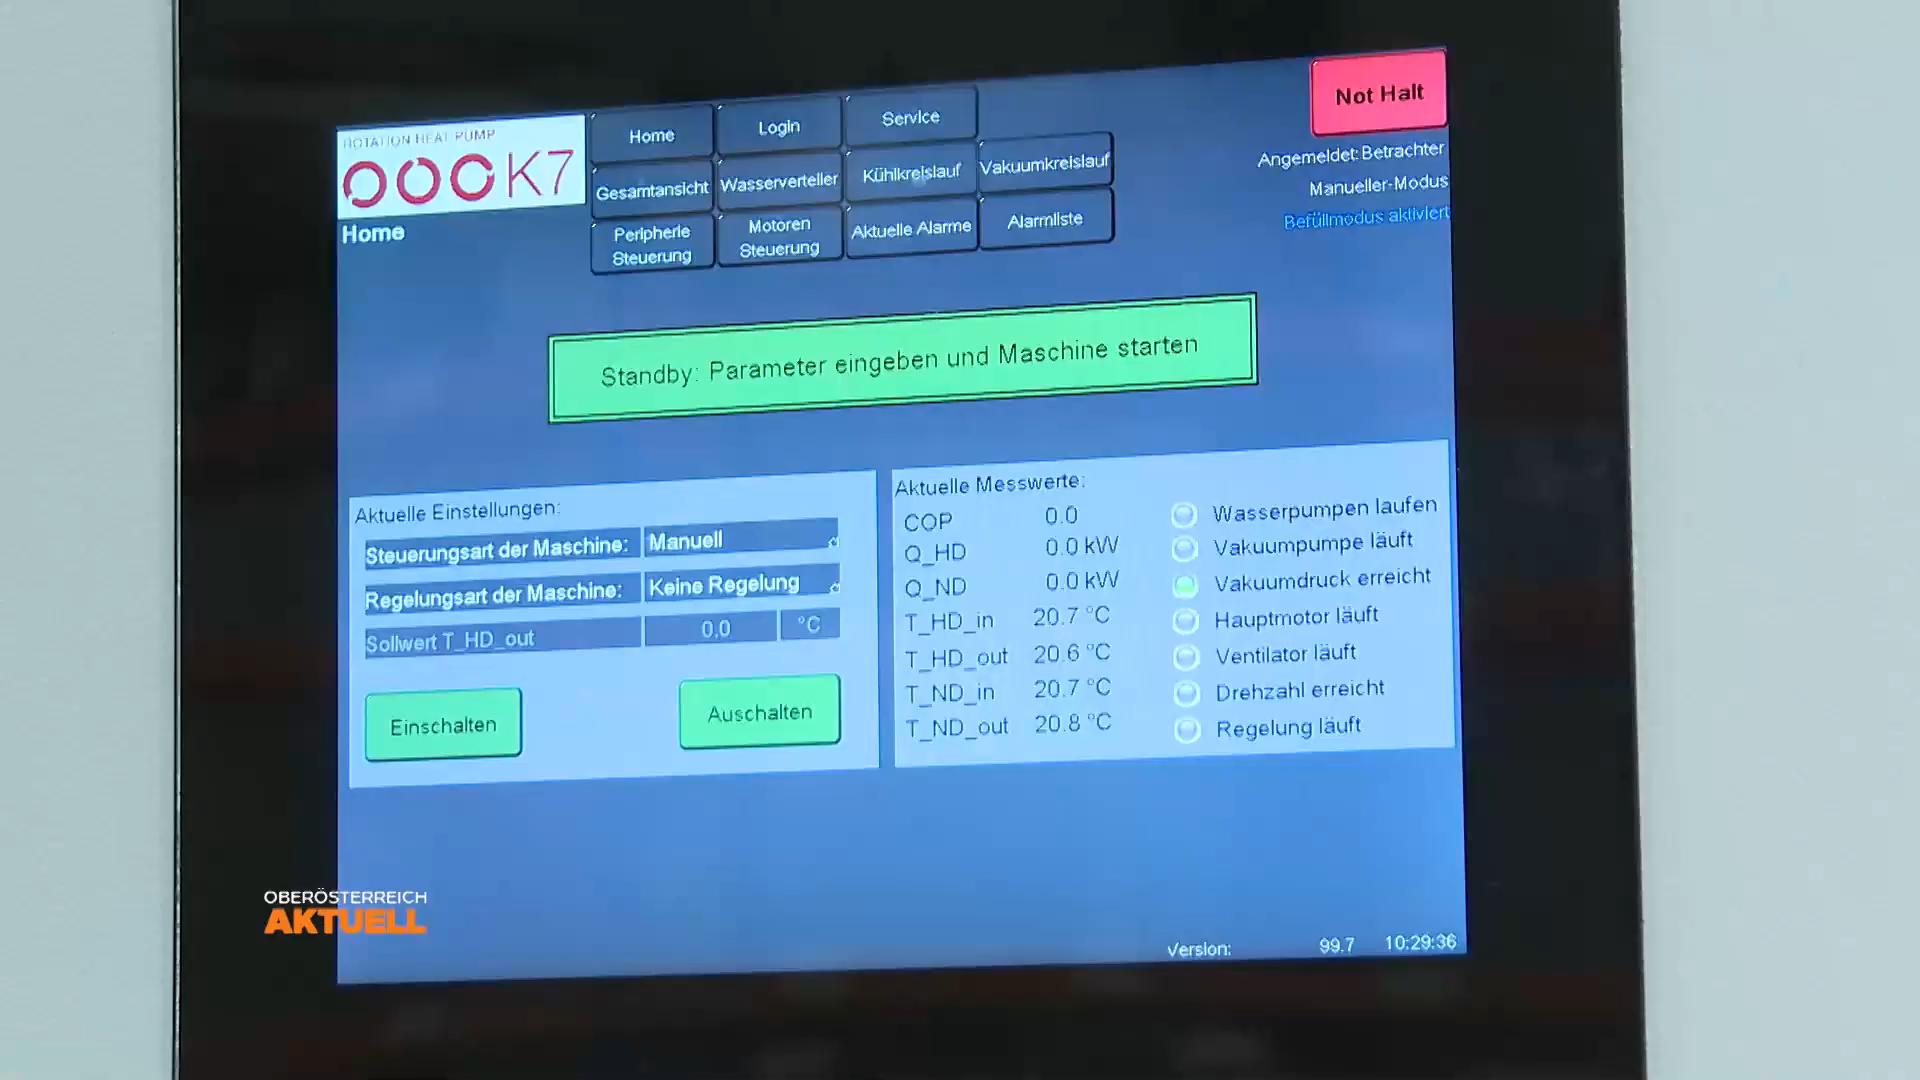 ROTATION HEAT PUMP
K7
Home
Home
Login
Service
Gesamtansicht
Wasserverteller
Kühlkreislauf
Vakuumkreislauf
Peripherie
Steuerung
Motoren
Steuerung
Aktuelle Alarme
Alarmliste
Not Halt
Angemeldet: Betrachter
Manueller-Modus
Befüllmodus aktiviert
Standby: Parameter eingeben und Maschine starten
Aktuelle Einstellungen:
Steuerungsart der Maschine: Manuell
Regelungsart der Maschine: Keine Regelung
Sollwert T_HD_out 0,0 °C
Einschalten
Auschalten
Aktuelle Messwerte:
COP 0.0
Q_HD 0.0 kW
Q_ND 0.0 kW
T_HD_in 20.7 °C
T_HD_out 20.6 °C
T_ND_in 20.7 °C
T_ND_out 20.8 °C
Wasserpumpen laufen
Vakuumpumpe läuft
Vakuumdruck erreicht
Hauptmotor läuft
Ventilator läuft
Drehzahl erreicht
Regelung läuft
Version: 99.7 10:29:36
OBERÖSTERREICH
AKTUELL